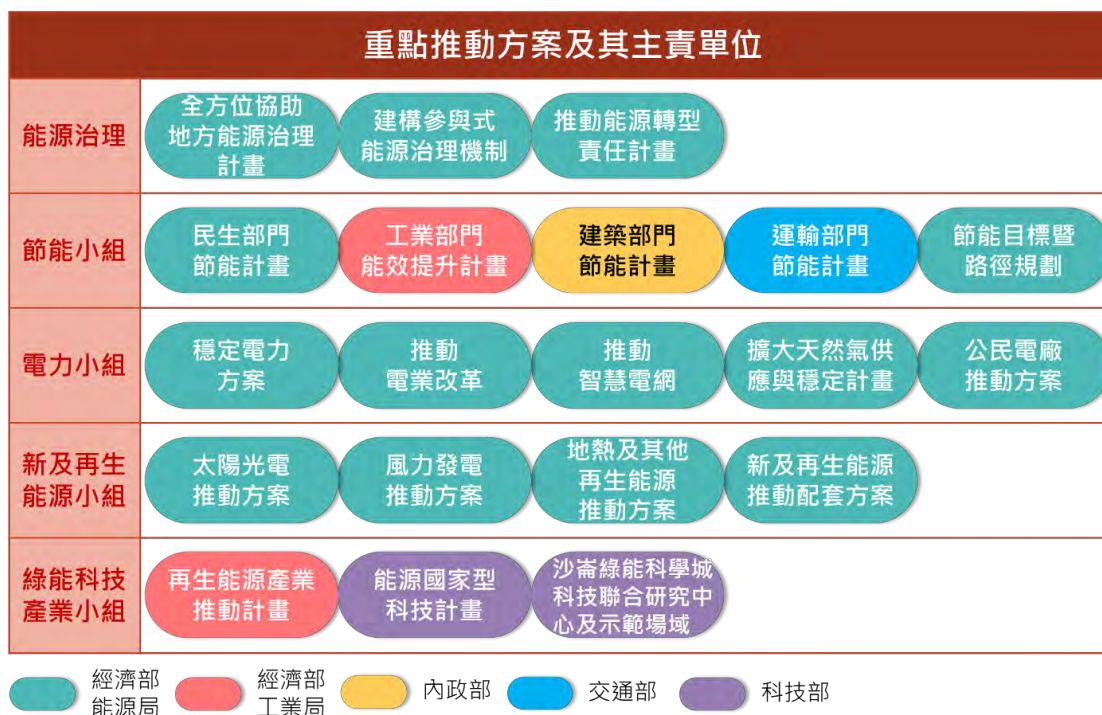 重點推動方案及其主責單位
能源治理
全方位協助
地方能源治理
計畫
建構參與式
能源治理機制
推動能源轉型
責任計畫
節能小組
民生部門
節能計畫
工業部門
能效提升計畫
建築部門
節能計畫
運輸部門
節能計畫
節能目標暨
路徑規劃
電力小組
穩定電力
方案
推動
電業改革
推動
智慧電網
擴大天然氣供
應與穩定計畫
公民電廠
推動方案
新及再生
能源小組
太陽光電
推動方案
風力發電
推動方案
地熱及其他
再生能源
推動方案
新及再生能源
推動配套方案
綠能科技
產業小組
再生能源產業
推動計畫
能源國家型
科技計畫
沙崙綠能科學城
科技聯合研究中
心及示範場域
經濟部
能源局
經濟部
工業局
內政部
交通部
科技部